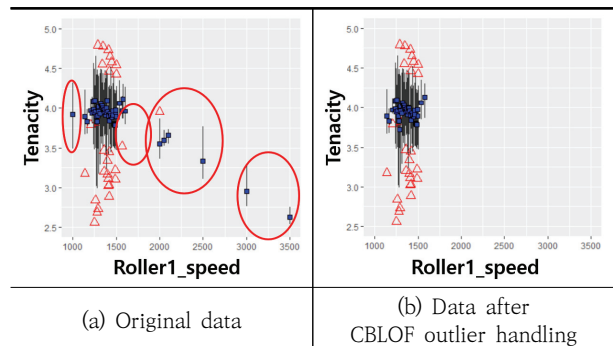 5.0
4.5
4.0
3.5
3.0
2.5
Tenacity
1000 1500 2000 2500 3000 3500
Roller1_speed
(a) Original data
5.0
4.5
4.0
3.5
3.0
2.5
Tenacity
1000 1500 2000 2500 3000 3500
Roller1_speed
(b) Data after
CBLOF outlier handling